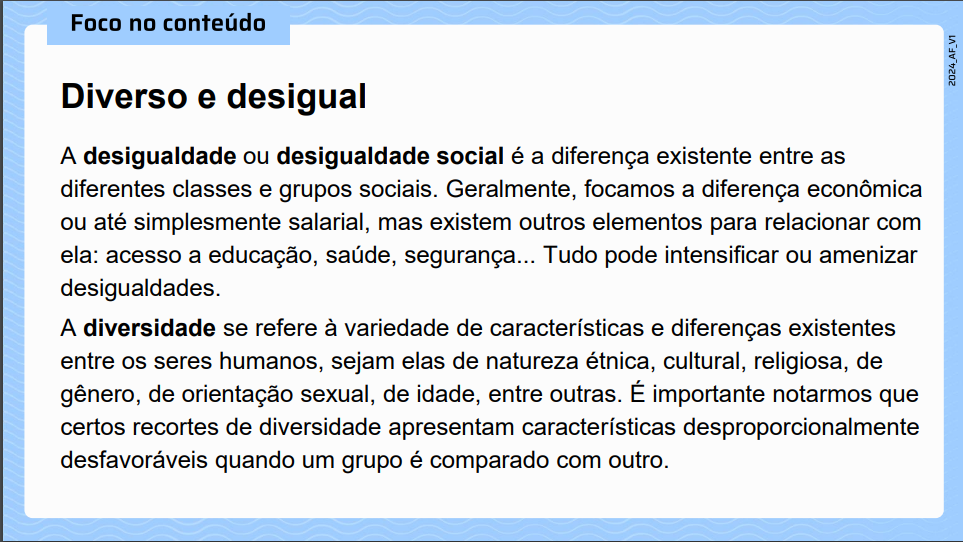 Foco no conteúdo
2024_AF_V1
Diverso e desigual
A desigualdade ou desigualdade social é a diferença existente entre as
diferentes classes e grupos sociais. Geralmente, focamos a diferença econômica
ou até simplesmente salarial, mas existem outros elementos para relacionar com
ela: acesso a educação, saúde, segurança... Tudo pode intensificar ou amenizar
desigualdades.
A diversidade se refere à variedade de características e diferenças existentes
entre os seres humanos, sejam elas de natureza étnica, cultural, religiosa, de
gênero, de orientação sexual, de idade, entre outras. É importante notarmos que
certos recortes de diversidade apresentam características desproporcionalmente
desfavoráveis quando um grupo é comparado com outro.